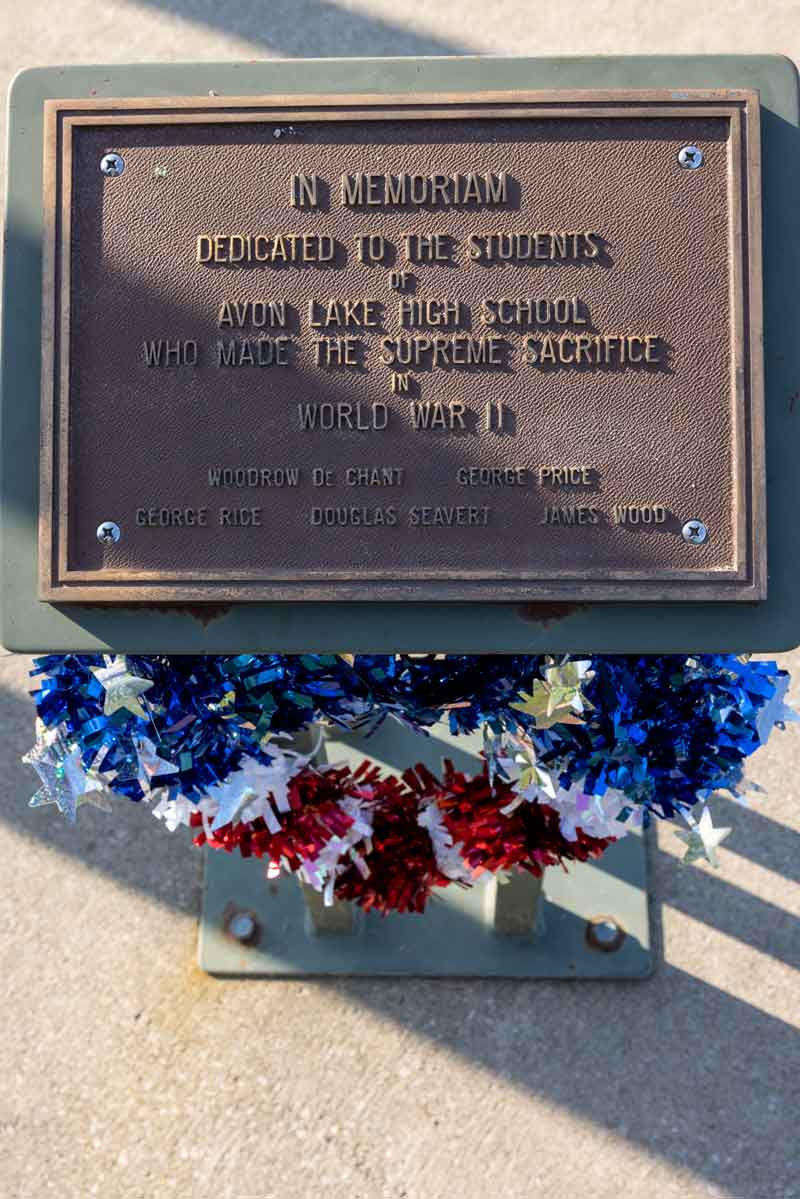 IN MEMORIAM
DEDICATED TO THE STUDENTS
OF
AVON LAKE HIGH SCHOOL
WHO MADE THE SUPREME SACRIFICE
IN
WORLD WAR II
WOODROW DE CHANT GEORGE PRICE
GEORGE RICE DOUGLAS SEAVERT JAMES WOOD